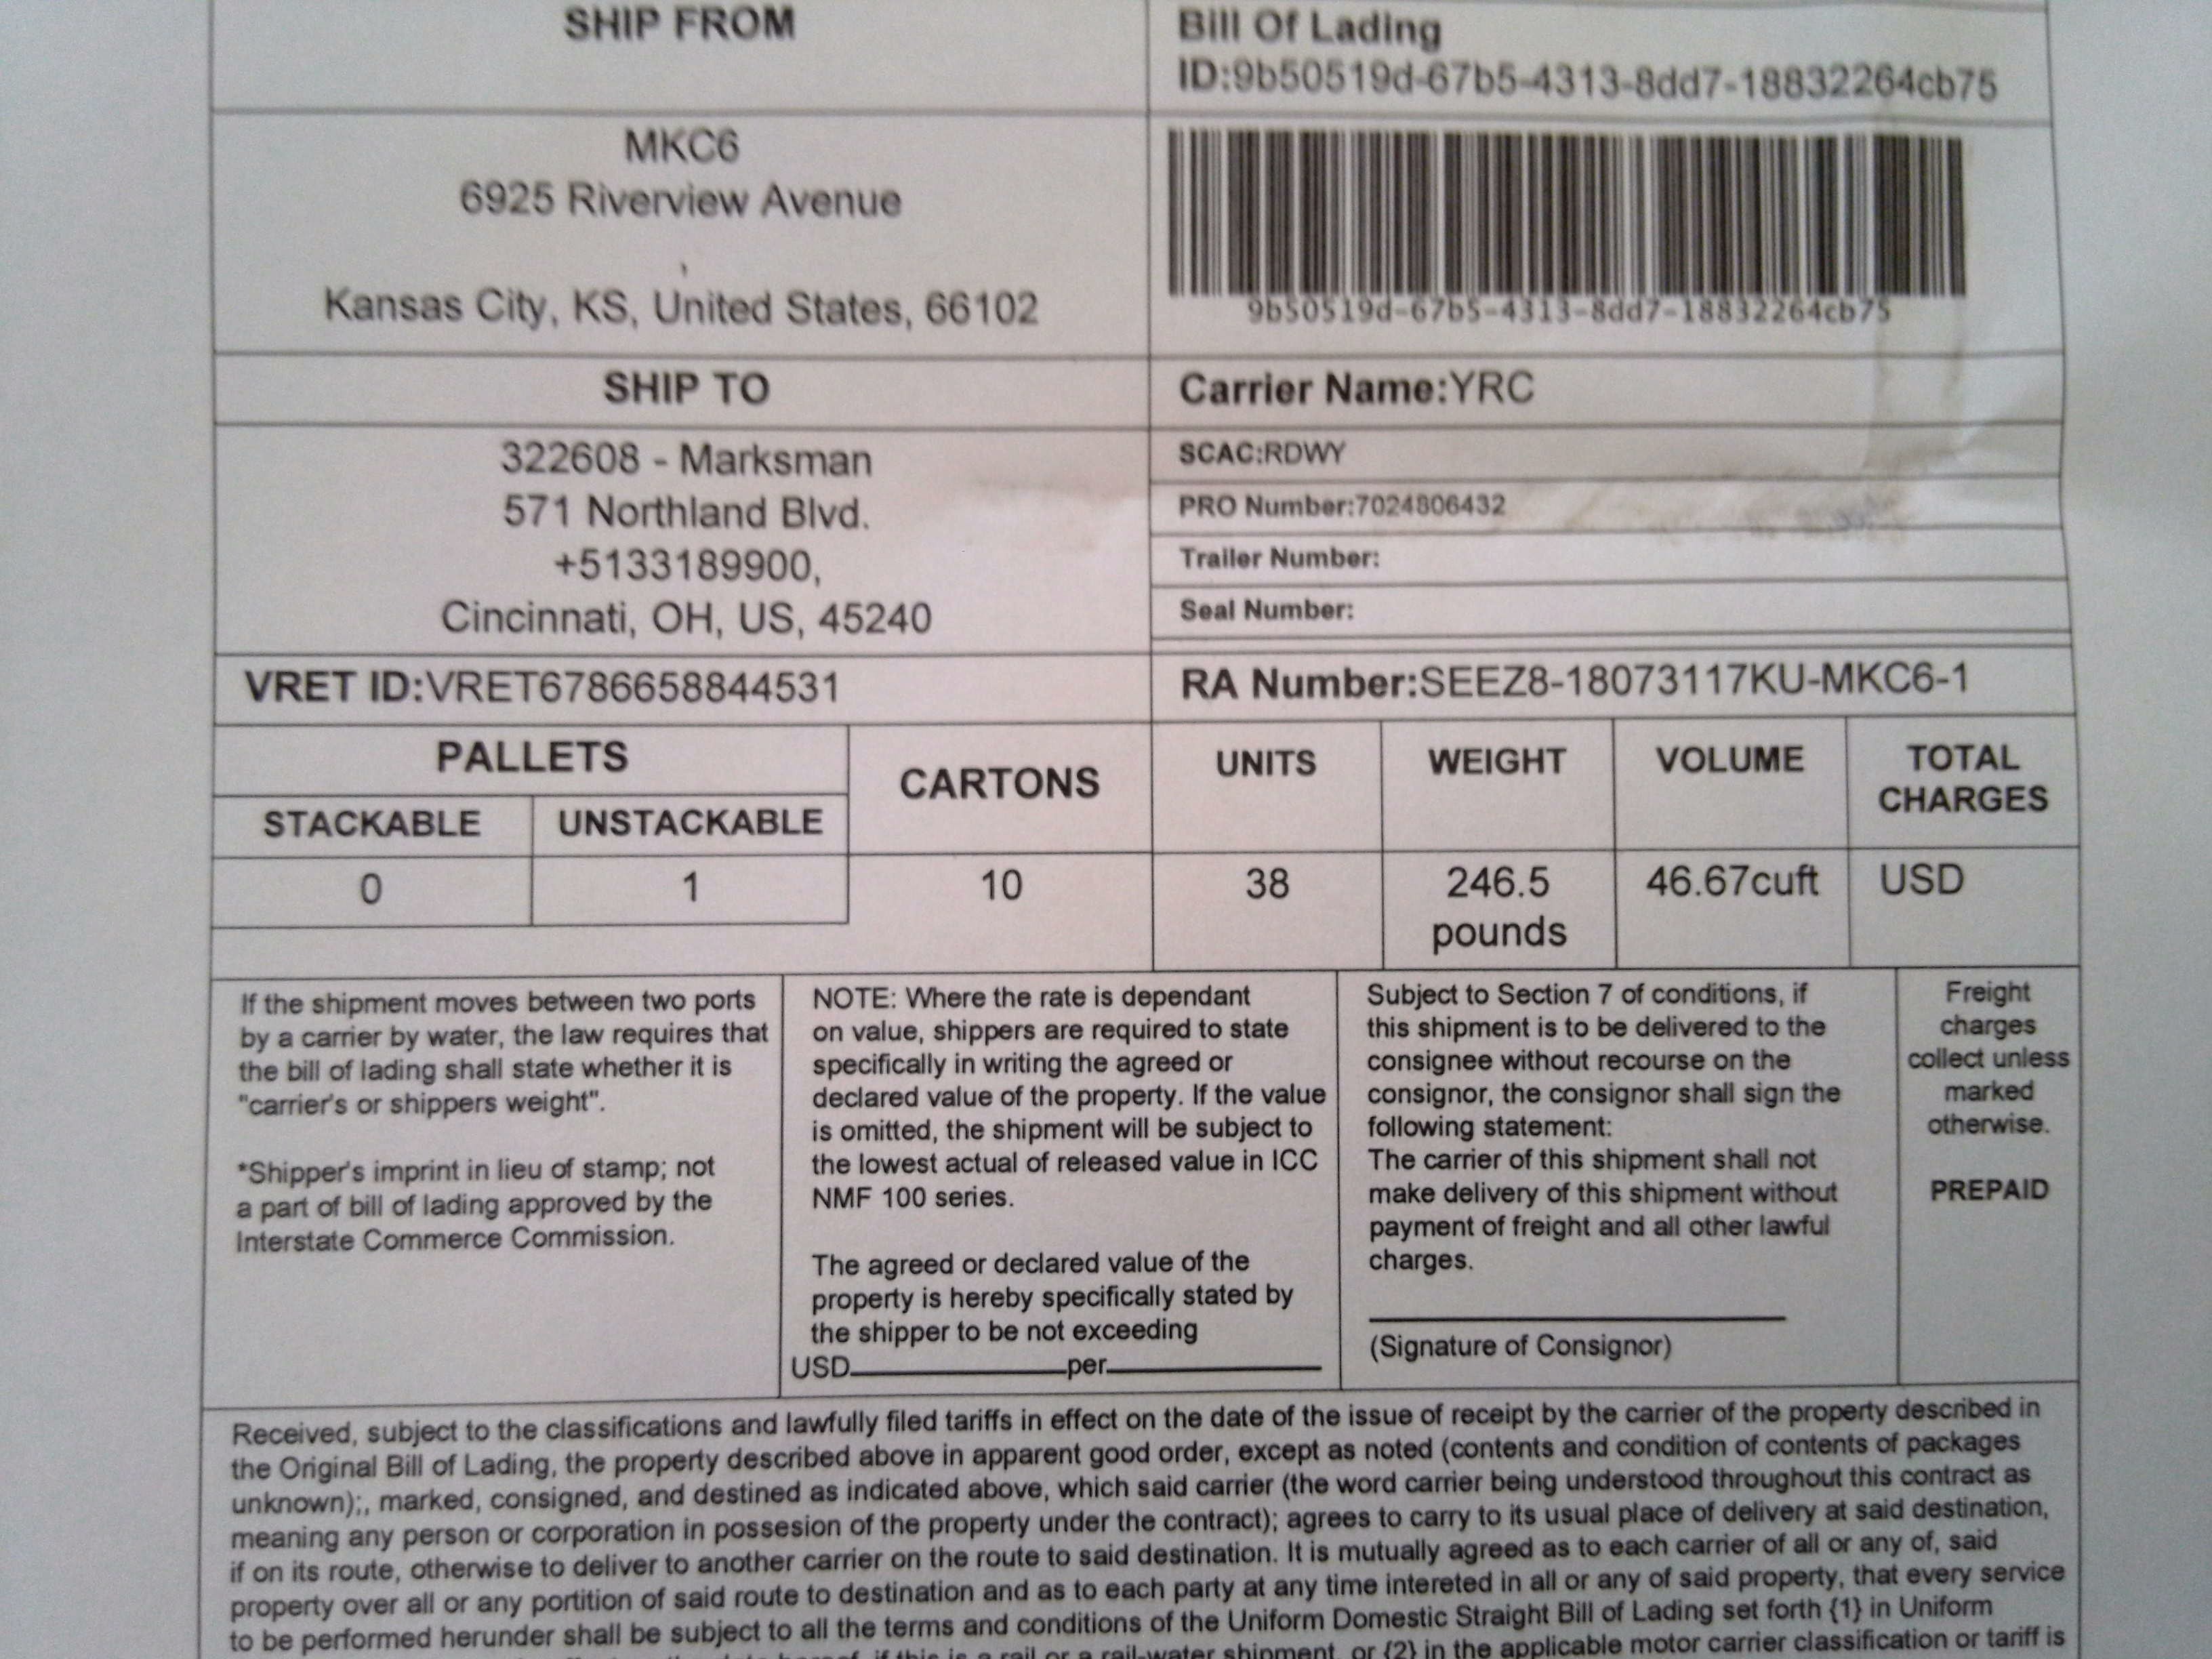 SHIP FROM
Bill Of Lading
ID:9b50519d-67b5-4313-8dd7-18832264cb75
MKC6
6925 Riverview Avenue
Kansas City, KS, United States, 66102
9b50519d-67b5-4313-8dd7-18832264cb75
SHIP TO
322608 - Marksman
571 Northland Blvd.
+5133189900,
Cincinnati, OH, US, 45240
Carrier Name:YRC
SCAC:RDWY
PRO Number:7024806432
Trailer Number:
Seal Number:
VRET ID:VRET6786658844531
RA Number:SEEZ8-18073117KU-MKC6-1
PALLETS
STACKABLE
UNSTACKABLE
CARTONS
UNITS
WEIGHT
VOLUME
TOTAL
CHARGES
0
1
10
38
246.5
pounds
46.67cuft
USD
If the shipment moves between two ports
by a carrier by water, the law requires that
the bill of lading shall state whether it is
"carrier's or shippers weight".
*Shipper's imprint in lieu of stamp; not
a part of bill of lading approved by the
Interstate Commerce Commission.
NOTE: Where the rate is dependant
on value, shippers are required to state
specifically in writing the agreed or
declared value of the property. If the value
is omitted, the shipment will be subject to
the lowest actual of released value in ICC
NMF 100 series.
The agreed or declared value of the
property is hereby specifically stated by
the shipper to be not exceeding
USD____________per____________
Subject to Section 7 of conditions, if
this shipment is to be delivered to the
consignee without recourse on the
consignor, the consignor shall sign the
following statement:
The carrier of this shipment shall not
make delivery of this shipment without
payment of freight and all other lawful
charges.
(Signature of Consignor)
Freight
charges
collect unless
marked
otherwise.
PREPAID
Received, subject to the classifications and lawfully filed tariffs in effect on the date of the issue of receipt by the carrier of the property described in
the Original Bill of Lading, the property described above in apparent good order, except as noted (contents and condition of contents of packages
unknown);, marked, consigned, and destined as indicated above, which said carrier (the word carrier being understood throughout this contract as
meaning any person or corporation in possesion of the property under the contract); agrees to carry to its usual place of delivery at said destination,
if on its route, otherwise to deliver to another carrier on the route to said destination. It is mutually agreed as to each carrier of all or any of, said
property over all or any portition of said route to destination and as to each party at any time intereted in all or any of said property, that every service
to be performed herunder shall be subject to all the terms and conditions of the Uniform Domestic Straight Bill of Lading set forth {1} in Uniform
if this is a rail or a rail-water shipment, or {2} in the applicable motor carrier classification or tariff is